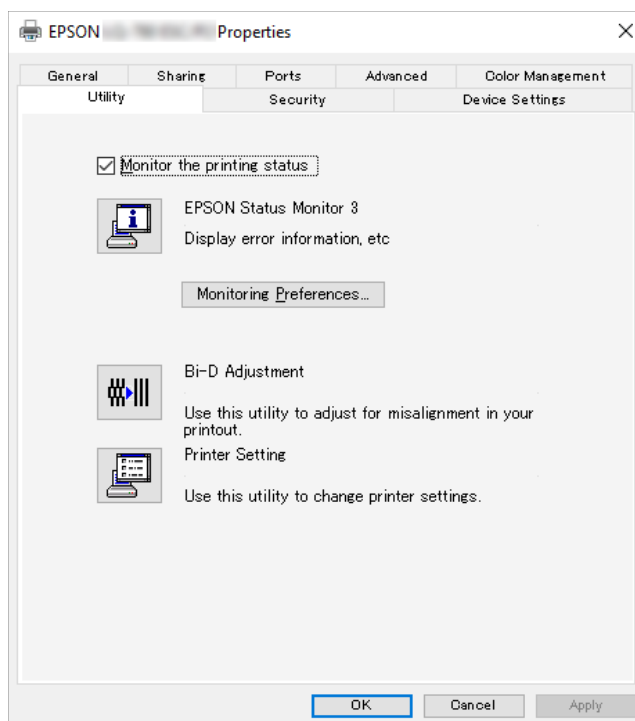 EPSON Properties
General Sharing Ports Advanced Color Management
Utility Security Device Settings
Monitor the printing status
EPSON Status Monitor 3
Display error information, etc
Monitoring Preferences...
Bi-D Adjustment
Use this utility to adjust for misalignment in your
printout.
Printer Setting
Use this utility to change printer settings.
OK Cancel Apply